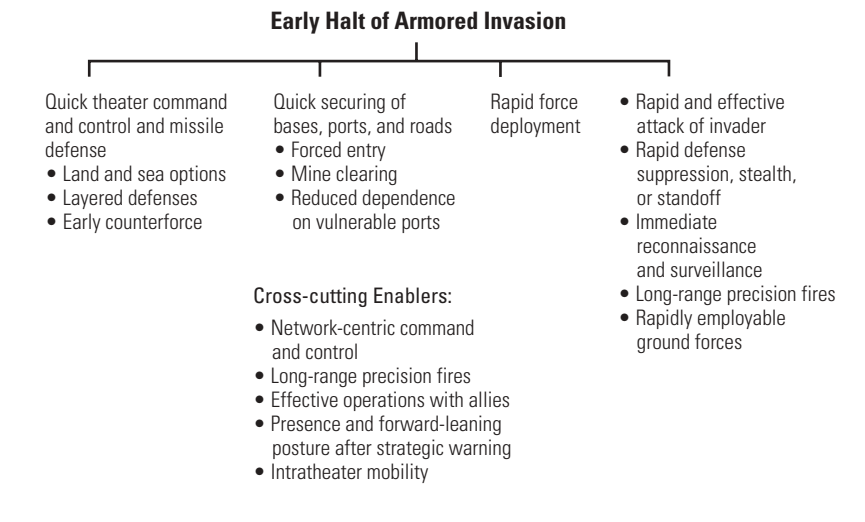 Early Halt of Armored Invasion
Quick theater command
and control and missile
defense
• Land and sea options
• Layered defenses
• Early counterforce
Quick securing of
bases, ports, and roads
• Forced entry
• Mine clearing
• Reduced dependence
on vulnerable ports
Rapid force
deployment
• Rapid and effective
attack of invader
• Rapid defense
suppression, stealth,
or standoff
• Immediate
reconnaissance
and surveillance
• Long-range precision fires
• Rapidly employable
ground forces
Cross-cutting Enablers:
• Network-centric command
and control
• Long-range precision fires
• Effective operations with allies
• Presence and forward-leaning
posture after strategic warning
• Intratheater mobility